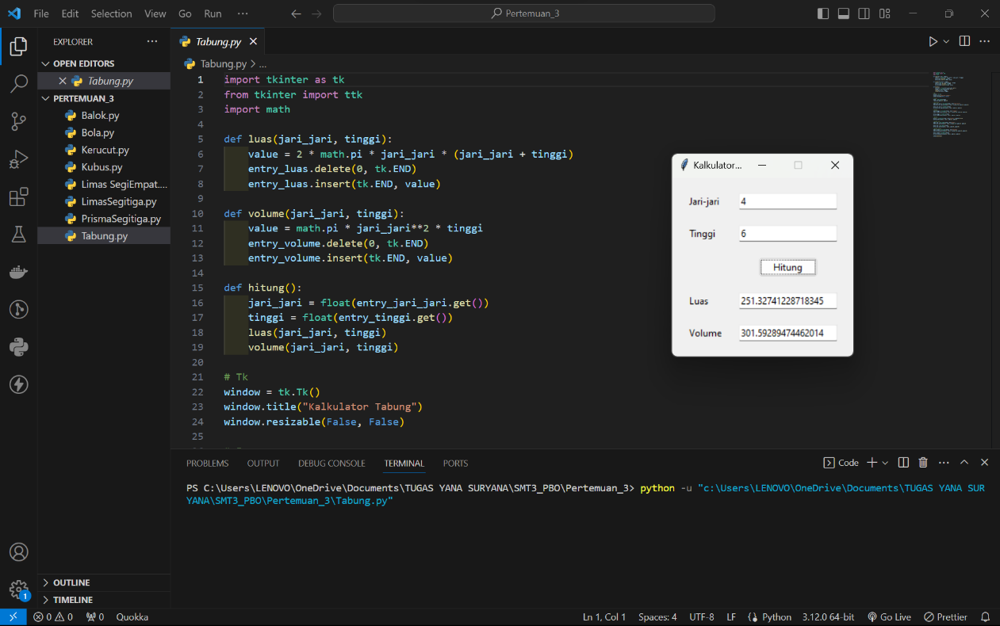 File Edit Selection View Go Run ··· Pertemuan_3
EXPLORER ···
OPEN EDITORS
Tabung.py
PERTEMUAN_3
Balok.py
Bola.py
Kerucut.py
Kubus.py
Limas SegiEmpat....
LimasSegitiga.py
PrismaSegitiga.py
Tabung.py
OUTLINE
TIMELINE
Tabung.py
Tabung.py > ...
1 import tkinter as tk
2 from tkinter import ttk
3 import math
4
5 def luas(jari_jari, tinggi):
6 value = 2 * math.pi * jari_jari * (jari_jari + tinggi)
7 entry_luas.delete(0, tk.END)
8 entry_luas.insert(tk.END, value)
9
10 def volume(jari_jari, tinggi):
11 value = math.pi * jari_jari**2 * tinggi
12 entry_volume.delete(0, tk.END)
13 entry_volume.insert(tk.END, value)
14
15 def hitung():
16 jari_jari = float(entry_jari_jari.get())
17 tinggi = float(entry_tinggi.get())
18 luas(jari_jari, tinggi)
19 volume(jari_jari, tinggi)
20
21 # Tk
22 window = tk.Tk()
23 window.title("Kalkulator Tabung")
24 window.resizable(False, False)
25
Kalkulator...
Jari-jari 4
Tinggi 6
Hitung
Luas 251.32741228718345
Volume 301.59289474462014
PROBLEMS OUTPUT DEBUG CONSOLE TERMINAL PORTS Code
PS C:\Users\LENOVO\OneDrive\Documents\TUGAS YANA SURYANA\SMT3_PBO\Pertemuan_3> python -u "c:\Users\LENOVO\OneDrive\Documents\TUGAS YANA SUR
YANA\SMT3_PBO\Pertemuan_3\Tabung.py"
1
0 0 0 Quokka Ln 1, Col 1 Spaces: 4 UTF-8 LF Python 3.12.0 64-bit Go Live Prettier